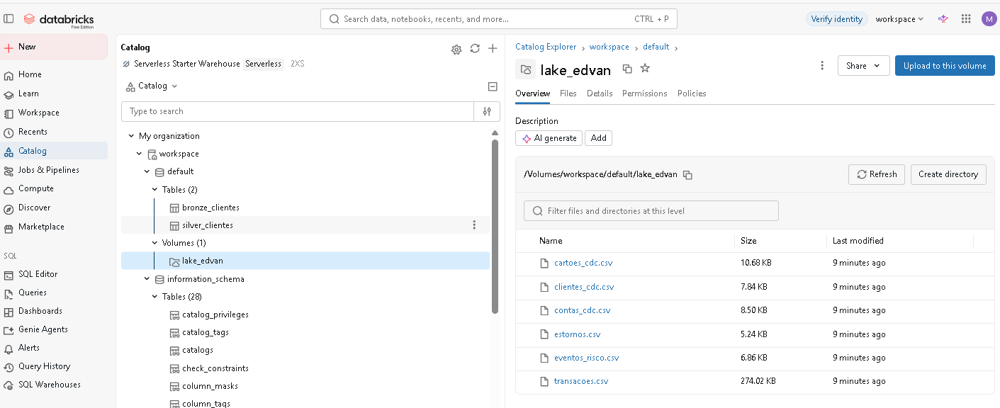 databricks
Free Edition
Search data, notebooks, recents, and more...
CTRL + P
Verify identity
workspace
M
New
Home
Learn
Workspace
Recents
Catalog
Jobs & Pipelines
Compute
Discover
Marketplace
SQL
SQL Editor
Queries
Dashboards
Genie Agents
Alerts
Query History
SQL Warehouses
Catalog
Serverless Starter Warehouse Serverless 2XS
Catalog
Type to search
My organization
workspace
default
Tables (2)
bronze_clientes
silver_clientes
Volumes (1)
lake_edvan
information_schema
Tables (28)
catalog_privileges
catalog_tags
catalogs
check_constraints
column_masks
column_tags
Catalog Explorer › workspace › default ›
lake_edvan
Share
Upload to this volume
Overview Files Details Permissions Policies
Description
AI generate Add
/Volumes/workspace/default/lake_edvan
Refresh
Create directory
Filter files and directories at this level
Name Size Last modified
cartoes_cdc.csv 10.68 KB 9 minutes ago
clientes_cdc.csv 7.84 KB 9 minutes ago
contas_cdc.csv 8.50 KB 9 minutes ago
estornos.csv 5.24 KB 9 minutes ago
eventos_risco.csv 6.86 KB 9 minutes ago
transacoes.csv 274.02 KB 9 minutes ago